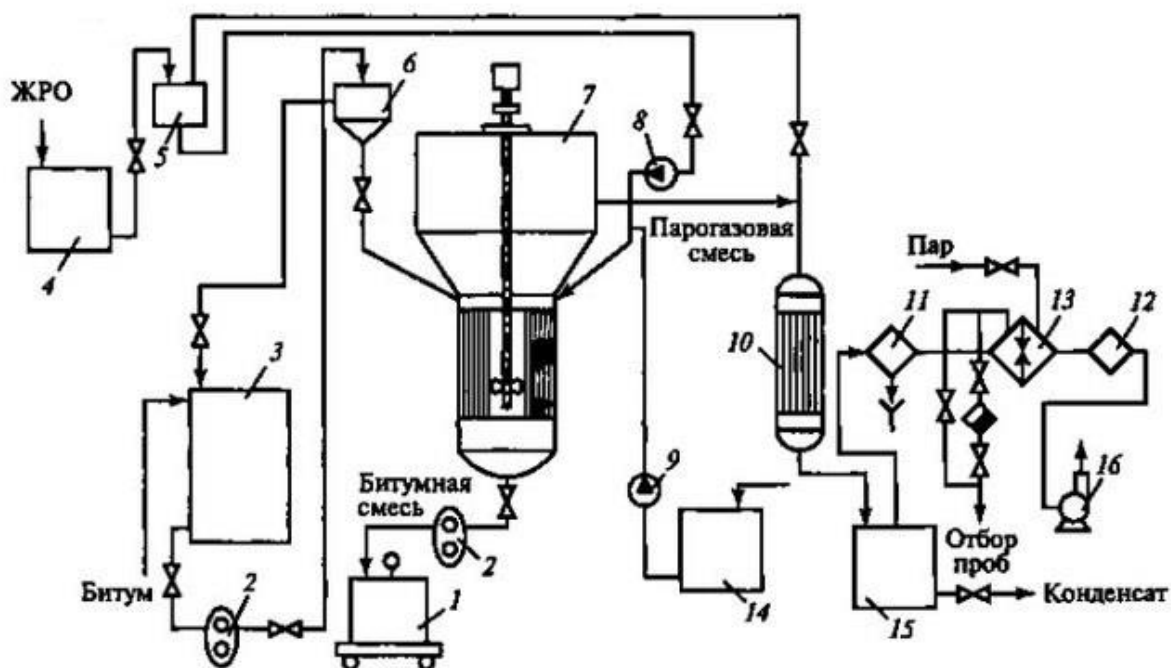 ЖРО
5
6
7
8
4
Парогазовая
смесь
Пар
11
13
12
10
3
9
16
Битумная
смесь
2
Отбор
проб
Битум
2
1
14
15
Конденсат